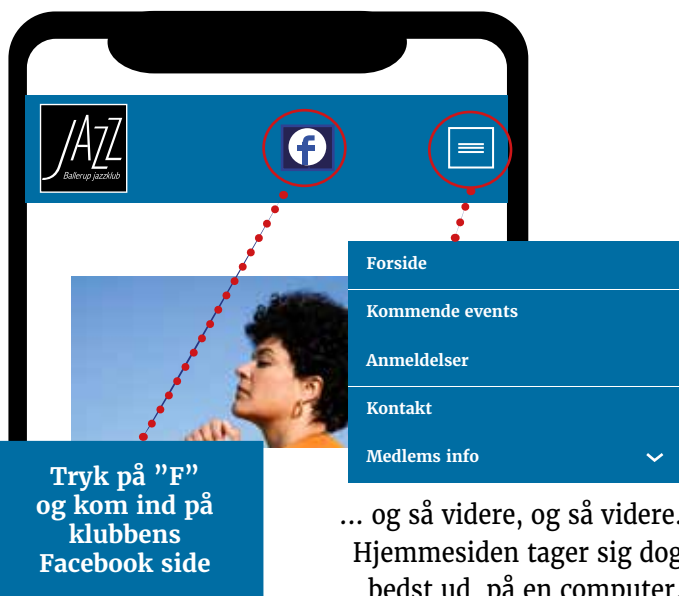 JAZZ
Ballerup jazzklub
f
Forside
Kommende events
Anmeldelser
Kontakt
Medlems info
Tryk på ”F”
og kom ind på
klubbens
Facebook side
... og så videre, og så videre.
Hjemmesiden tager sig dog
bedst ud på en computer.